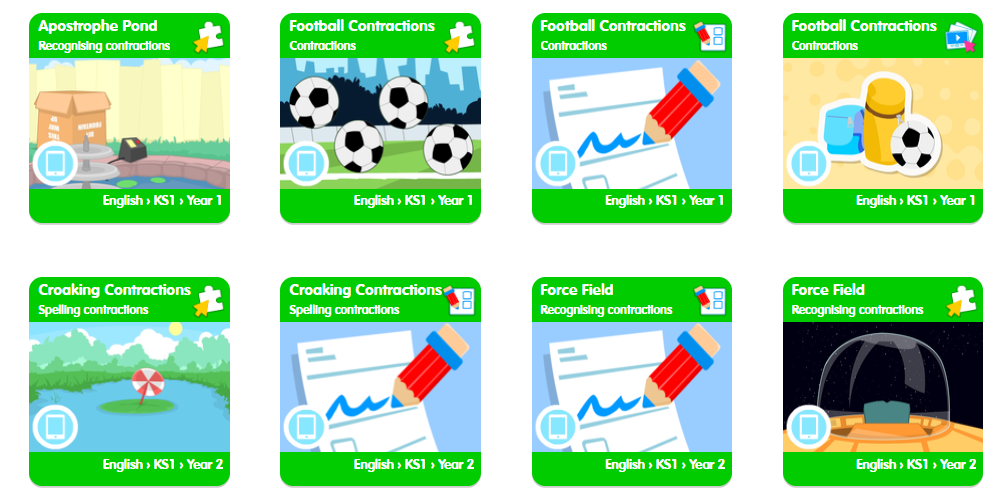 Apostrophe Pond
Recognising contractions
English › KS1 › Year 1
Football Contractions
Contractions
English › KS1 › Year 1
Football Contractions
Contractions
English › KS1 › Year 1
Football Contractions
Contractions
English › KS1 › Year 1
Croaking Contractions
Spelling contractions
English › KS1 › Year 2
Croaking Contractions
Spelling contractions
English › KS1 › Year 2
Force Field
Recognising contractions
English › KS1 › Year 2
Force Field
Recognising contractions
English › KS1 › Year 2